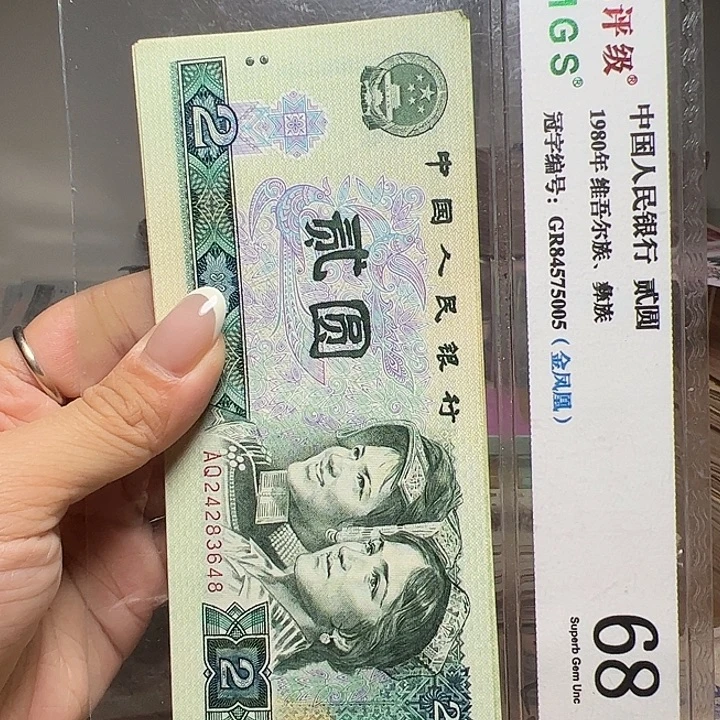 评级®
IGS®
中国人民银行 贰圆
1980年 维吾尔族、彝族
冠字编号：GR84575005（金凤凰）
68
Superb Gem Unc
中国人民银行
贰圆
2
AQ24283648
2
2